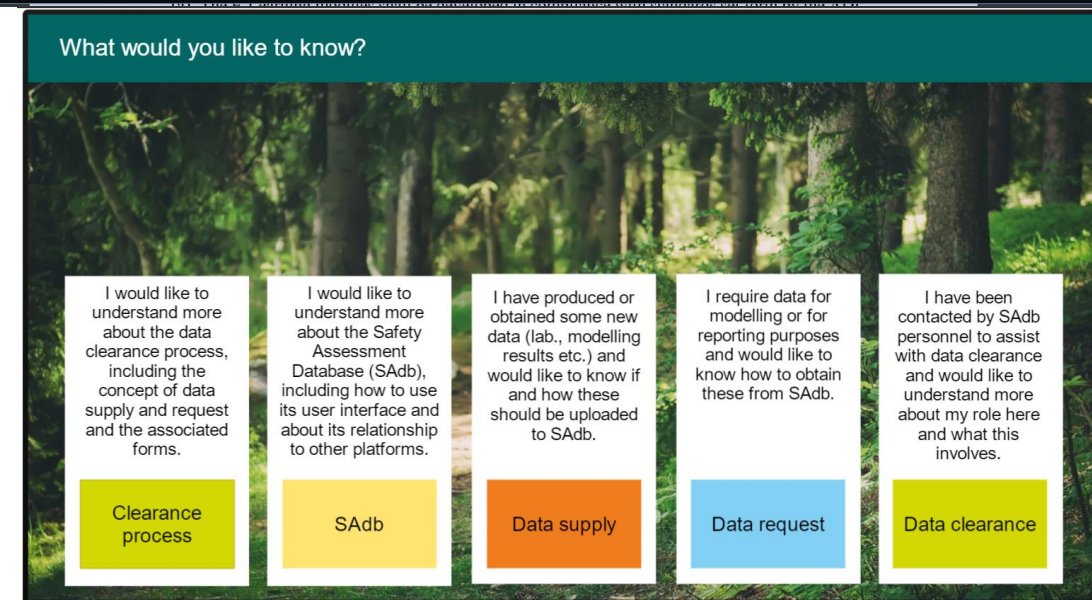 What would you like to know?
I would like to
understand more
about the data
clearance process,
including the
concept of data
supply and request
and the associated
forms.
Clearance
process
I would like to
understand more
about the Safety
Assessment
Database (SAdb),
including how to use
its user interface and
about its relationship
to other platforms.
SAdb
I have produced or
obtained some new
data (lab., modelling
results etc.) and
would like to know if
and how these
should be uploaded
to SAdb.
Data supply
I require data for
modelling or for
reporting purposes
and would like to
know how to obtain
these from SAdb.
Data request
I have been
contacted by SAdb
personnel to assist
with data clearance
and would like to
understand more
about my role here
and what this
involves.
Data clearance